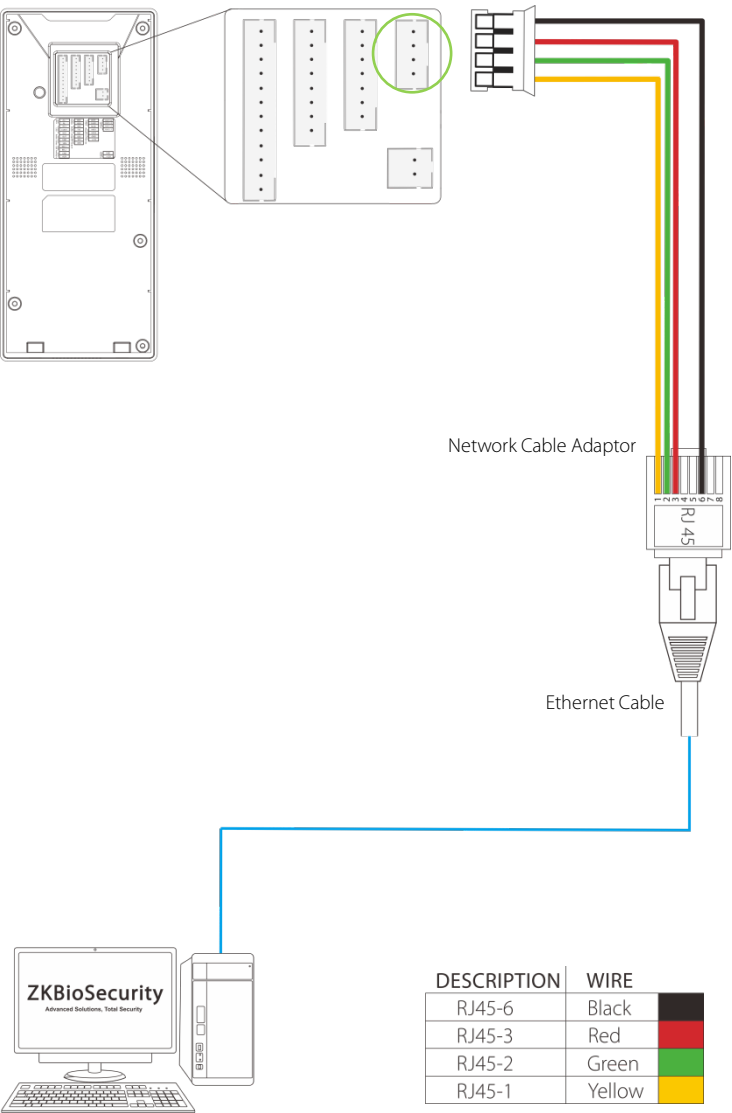 Network Cable Adaptor
1 2 3 4 5 6 7 8
RJ 45
Ethernet Cable
ZKBioSecurity
Advanced Solutions, Total Security
DESCRIPTION WIRE
RJ45-6 Black
RJ45-3 Red
RJ45-2 Green
RJ45-1 Yellow